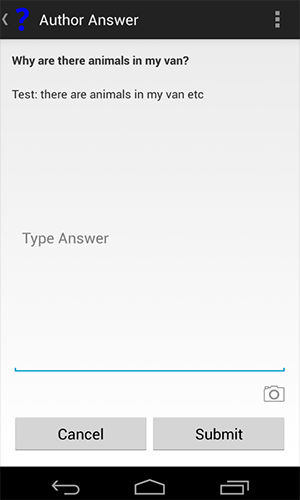 ? Author Answer
Why are there animals in my van?
Test: there are animals in my van etc
Type Answer
Cancel Submit